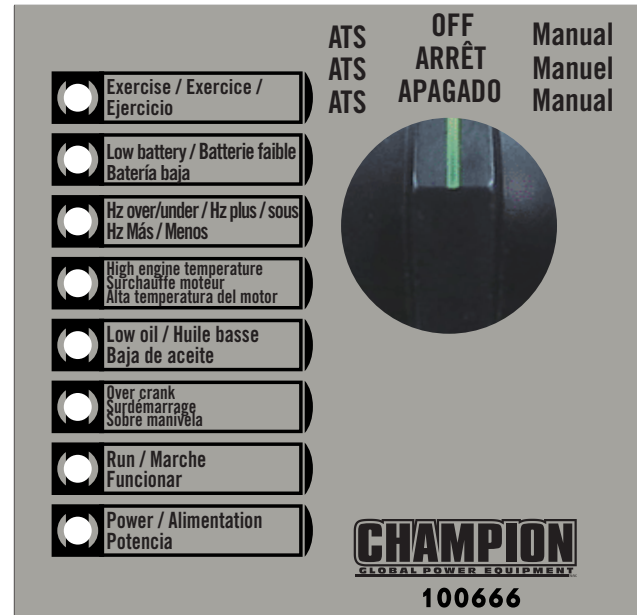 ATS OFF Manual
ATS ARRÊT Manuel
ATS APAGADO Manual
Exercise / Exercice /
Ejercicio
Low battery / Batterie faible
Batería baja
Hz over/under / Hz plus / sous
Hz Más / Menos
High engine temperature
Surchauffe moteur
Alta temperatura del motor
Low oil / Huile basse
Baja de aceite
Over crank
Surdémarrage
Sobre manivela
Run / Marche
Funcionar
Power / Alimentation
Potencia
CHAMPION
GLOBAL POWER EQUIPMENT
100666